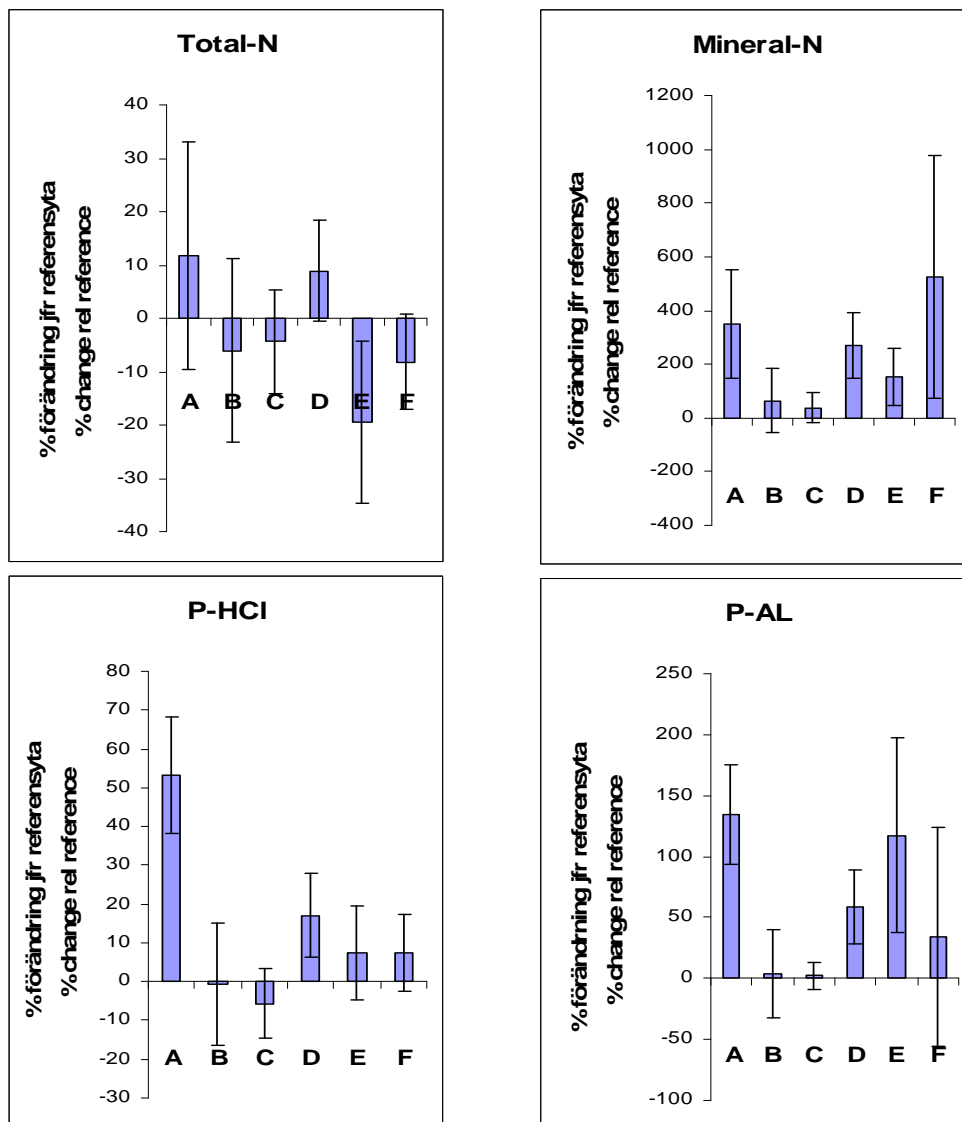 Total-N
%förändring jfr referensyta
%change rel reference
40
30
20
10
0
-10
-20
-30
-40
A B C D E F
Mineral-N
%förändring jfr referensyta
%change rel reference
1200
1000
800
600
400
200
0
-200
-400
A B C D E F
P-HCl
%förändring jfr referensyta
%change rel reference
80
70
60
50
40
30
20
10
0
-10
-20
-30
A B C D E F
P-AL
%förändrning jfr referensyta
%change rel reference
250
200
150
100
50
0
-50
-100
A B C D E F